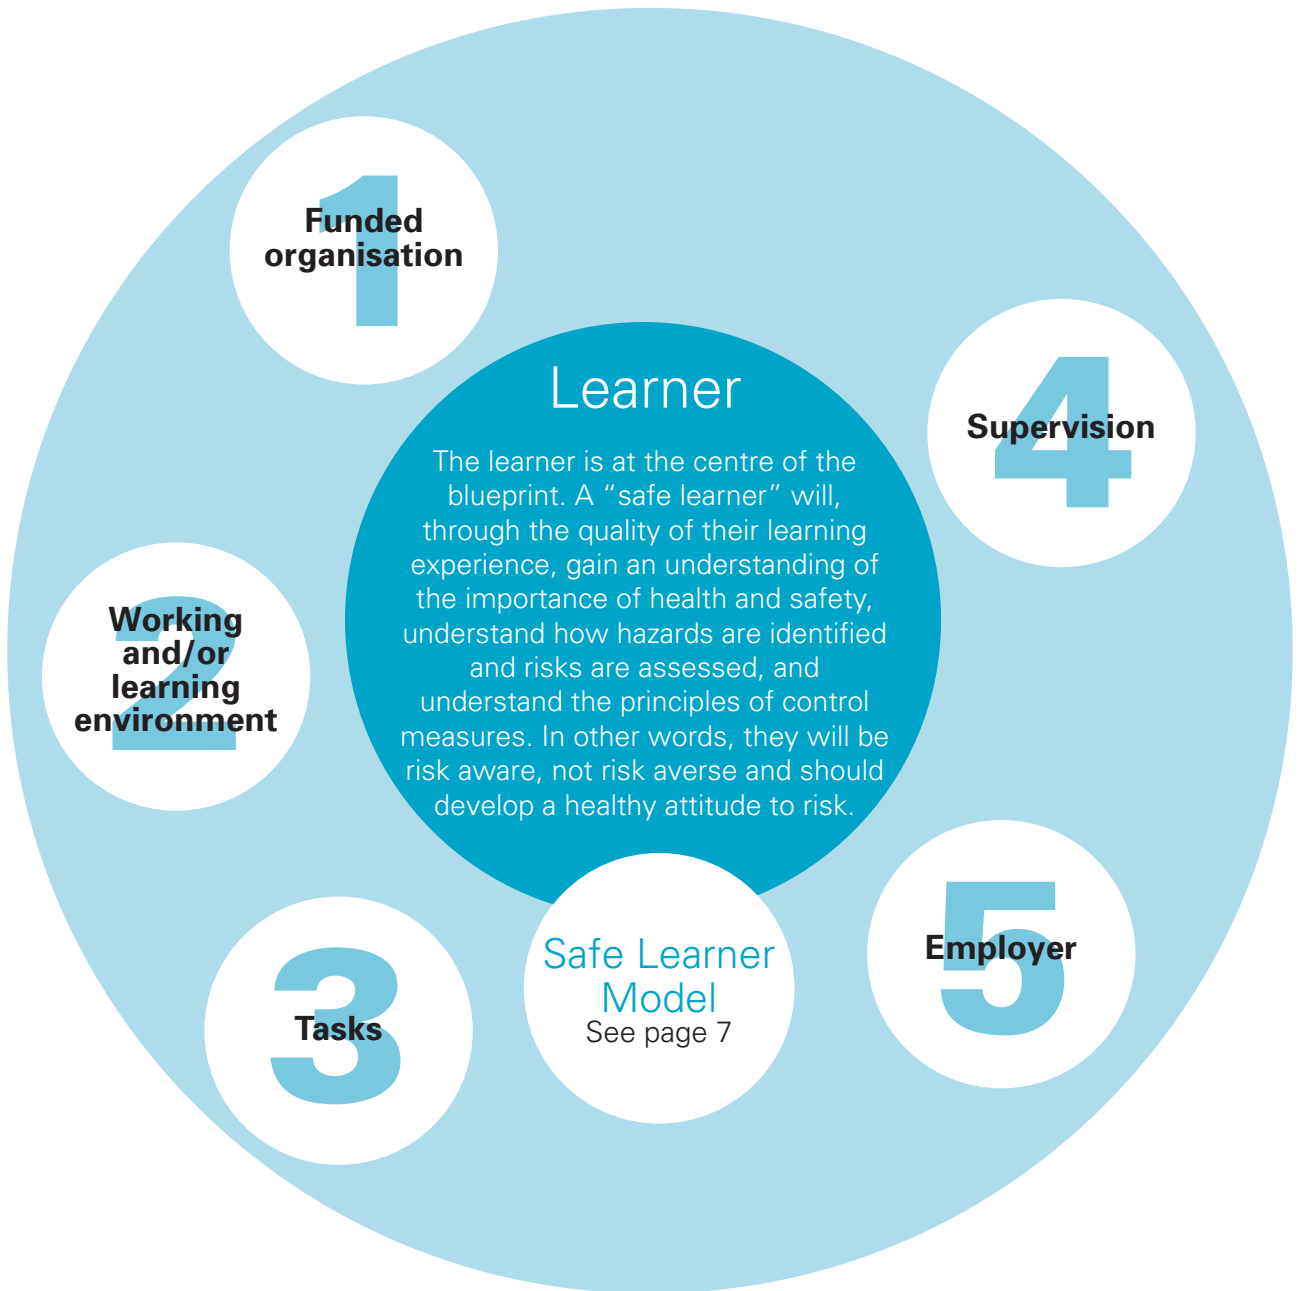 1
Funded
organisation
Learner
The learner is at the centre of the
blueprint. A “safe learner” will,
through the quality of their learning
experience, gain an understanding of
the importance of health and safety,
understand how hazards are identified
and risks are assessed, and
understand the principles of control
measures. In other words, they will be
risk aware, not risk averse and should
develop a healthy attitude to risk.
4
Supervision
2
Working
and/or
learning
environment
3
Tasks
Safe Learner
Model
See page 7
5
Employer